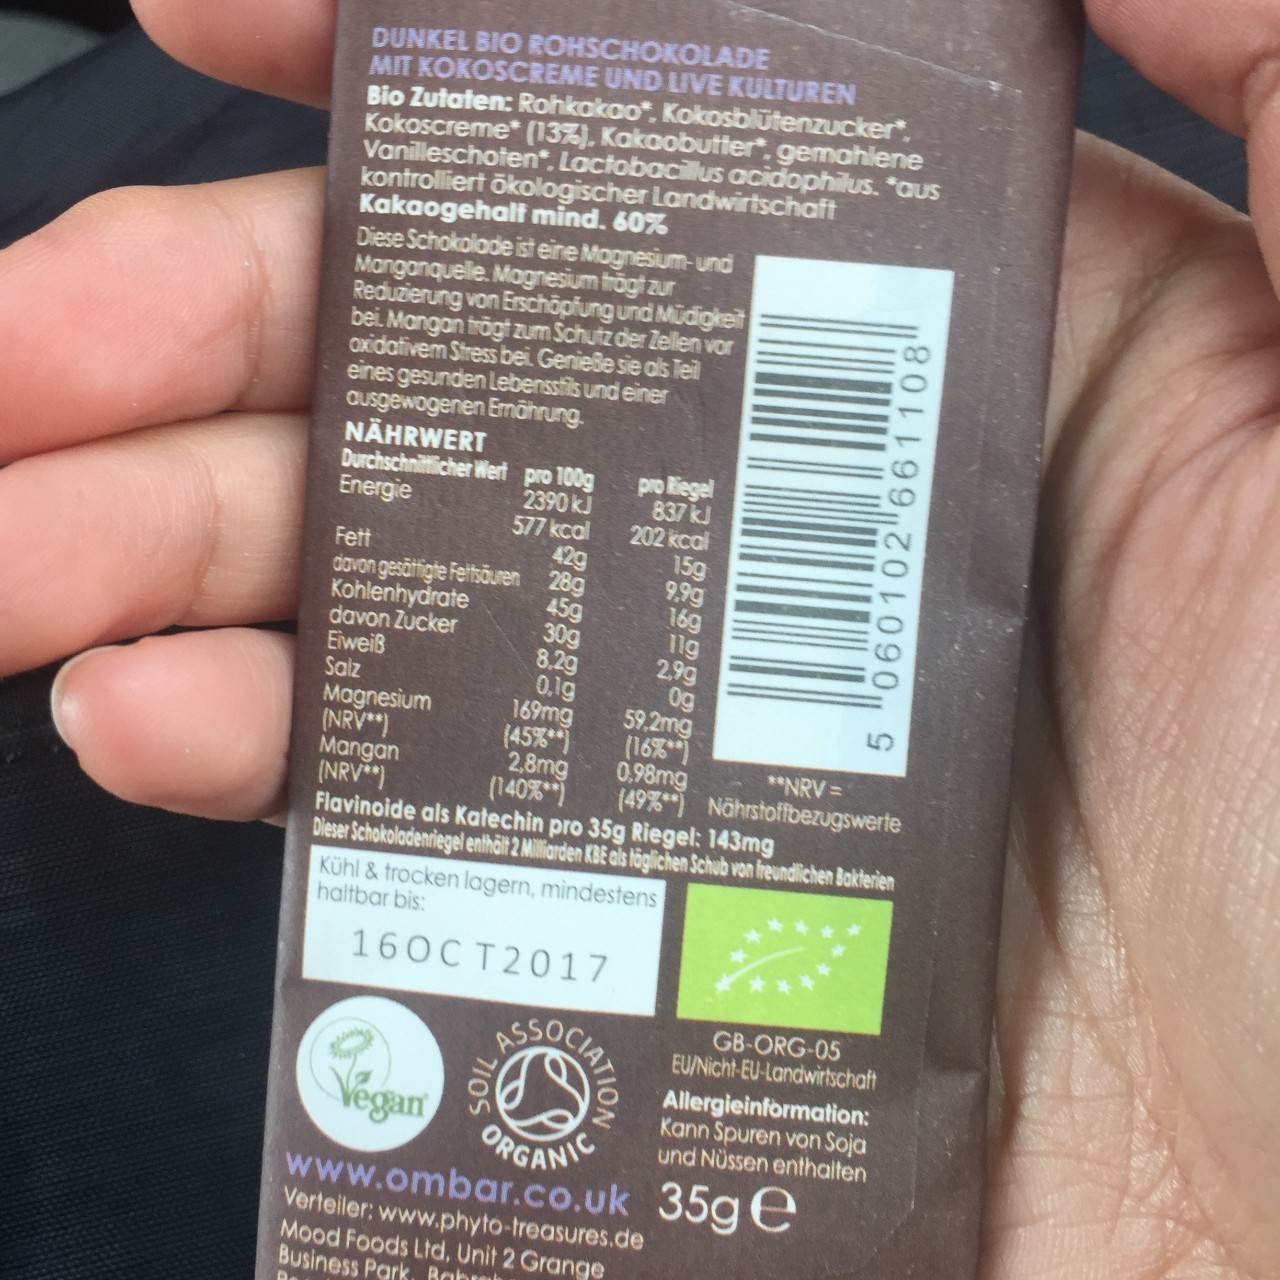 DUNKEL BIO ROHSCHOKOLADE
MIT KOKOSCREME UND LIVE KULTUREN
Bio Zutaten: Rohkakao*, Kokosblütenzucker*,
Kokoscreme* (13%), Kakaobutter*, gemahlene
Vanilleschoten*, Lactobacillus acidophilus. *aus
kontrolliert ökologischer Landwirtschaft
Kakaogehalt mind. 60%
Diese Schokolade ist eine Magnesium- und
Manganquelle. Magnesium trägt zur
Reduzierung von Erschöpfung und Müdigkeit
bei. Mangan trägt zum Schutz der Zellen vor
oxidativem Stress bei. Genieße sie als Teil
eines gesunden Lebensstils und einer
ausgewogenen Ernährung.
NÄHRWERT
Durchschnittlicher Wert pro 100g pro Riegel
Energie 2390 kJ 837 kJ
577 kcal 202 kcal
Fett 42g 15g
davon gesättigte Fettsäuren 28g 9,9g
Kohlenhydrate 45g 16g
davon Zucker 30g 11g
Eiweiß 8,2g 2,9g
Salz 0,1g 0g
Magnesium 169mg 59,2mg
(NRV**) (45%**) (16%**)
Mangan 2,8mg 0,98mg
(NRV**) (140%**) (49%**)
**NRV =
Nährstoffbezugswerte
5 060102 661108
Flavinoide als Katechin pro 35g Riegel: 143mg
Dieser Schokoladenriegel enthält 2 Milliarden KBE als täglichen Schub von freundlichen Bakterien
Kühl & trocken lagern, mindestens
haltbar bis:
16OCT2017
GB-ORG-05
EU/Nicht-EU-Landwirtschaft
Vegan
SOIL ASSOCIATION
ORGANIC
Allergieinformation:
Kann Spuren von Soja
und Nüssen enthalten
35g e
www.ombar.co.uk
Verteiler: www.phyto-treasures.de
Mood Foods Ltd, Unit 2 Grange
Business Park,